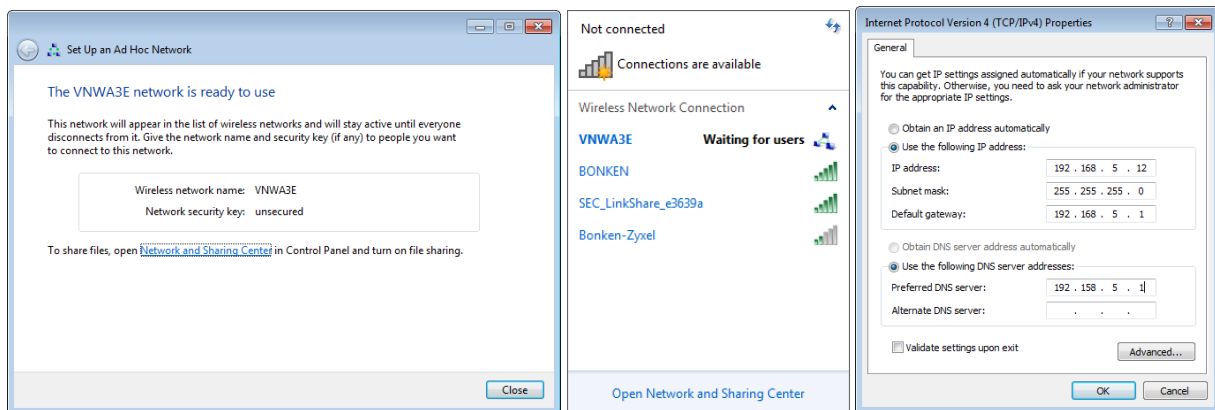 Set Up an Ad Hoc Network
The VNWA3E network is ready to use
This network will appear in the list of wireless networks and will stay active until everyone
disconnects from it. Give the network name and security key (if any) to people you want
to connect to this network.
Wireless network name: VNWA3E
Network security key: unsecured
To share files, open Network and Sharing Center in Control Panel and turn on file sharing.
Close
Not connected
Connections are available
Wireless Network Connection
VNWA3E Waiting for users
BONKEN
SEC_LinkShare_e3639a
Bonken-Zyxel
Open Network and Sharing Center
Internet Protocol Version 4 (TCP/IPv4) Properties
General
You can get IP settings assigned automatically if your network supports
this capability. Otherwise, you need to ask your network administrator
for the appropriate IP settings.
Obtain an IP address automatically
Use the following IP address:
IP address: 192 . 168 . 5 . 12
Subnet mask: 255 . 255 . 255 . 0
Default gateway: 192 . 168 . 5 . 1
Obtain DNS server address automatically
Use the following DNS server addresses:
Preferred DNS server: 192 . 158 . 5 . 1
Alternate DNS server: . . .
Validate settings upon exit
Advanced...
OK Cancel